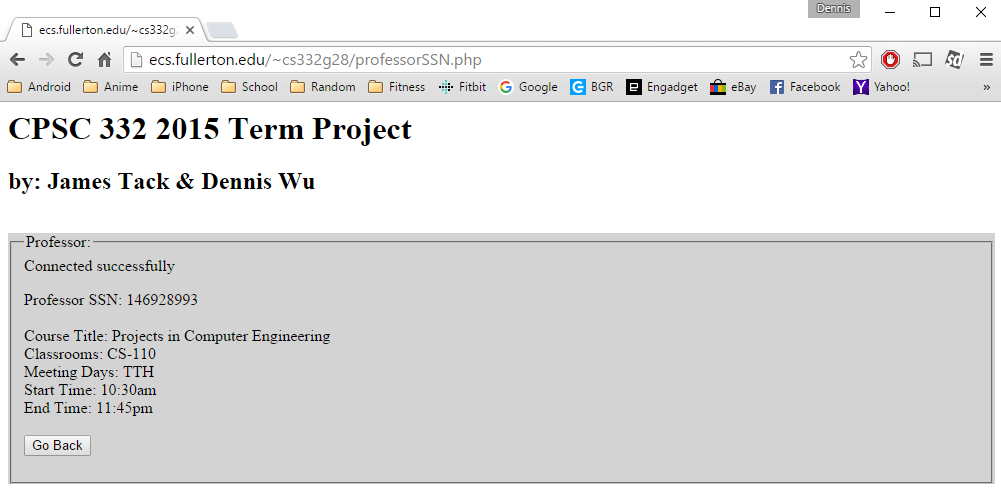 Dennis
ecs.fullerton.edu/~cs332g
ecs.fullerton.edu/~cs332g28/professorSSN.php
Android Anime iPhone School Random Fitness Fitbit Google BGR Engadget eBay Facebook Yahoo! »
CPSC 332 2015 Term Project
by: James Tack & Dennis Wu
Professor:
Connected successfully
Professor SSN: 146928993
Course Title: Projects in Computer Engineering
Classrooms: CS-110
Meeting Days: TTH
Start Time: 10:30am
End Time: 11:45pm
Go Back